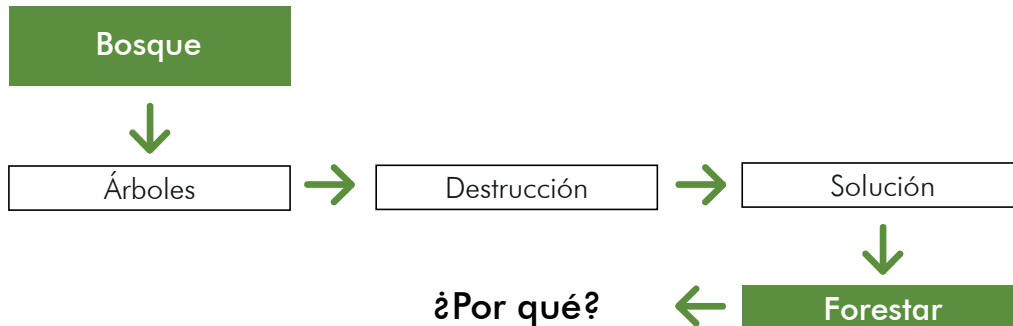 Bosque
Árboles
Destrucción
Solución
Forestar
¿Por qué?